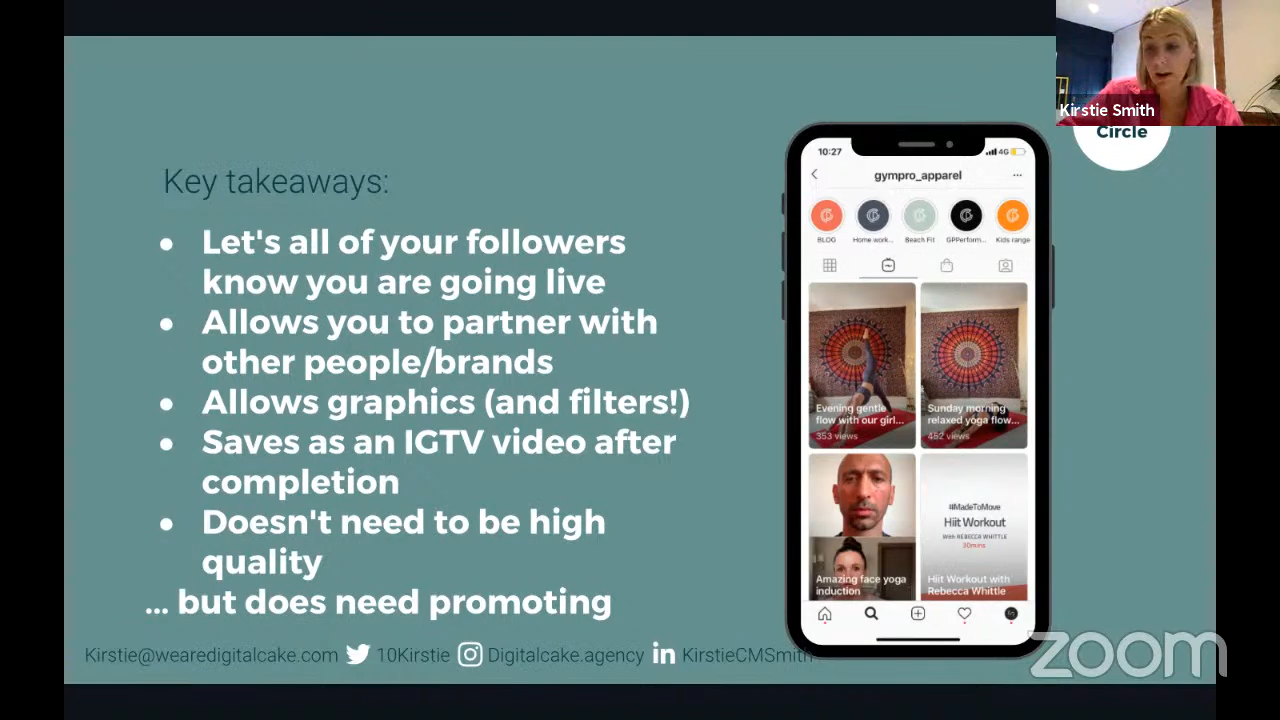 Kirstie Smith
Circle
Key takeaways:
Let's all of your followers
know you are going live
Allows you to partner with
other people/brands
Allows graphics (and filters!)
Saves as an IGTV video after
completion
Doesn't need to be high
quality
... but does need promoting
10:27
4G
gympro_apparel
BLOG
Home work...
Beach Fit
GPPerform...
Kids range
Evening gentle
flow with our girl...
353 views
Sunday morning
relaxed yoga flow...
452 views
Amazing face yoga
induction
#MadeToMove
Hiit Workout
WITH REBECCA WHITTLE
30mins
Hiit Workout with
Rebecca Whittle
Kirstie@wearedigitalcake.com 10Kirstie Digitalcake.agency in KirstieCMSmith
zoom